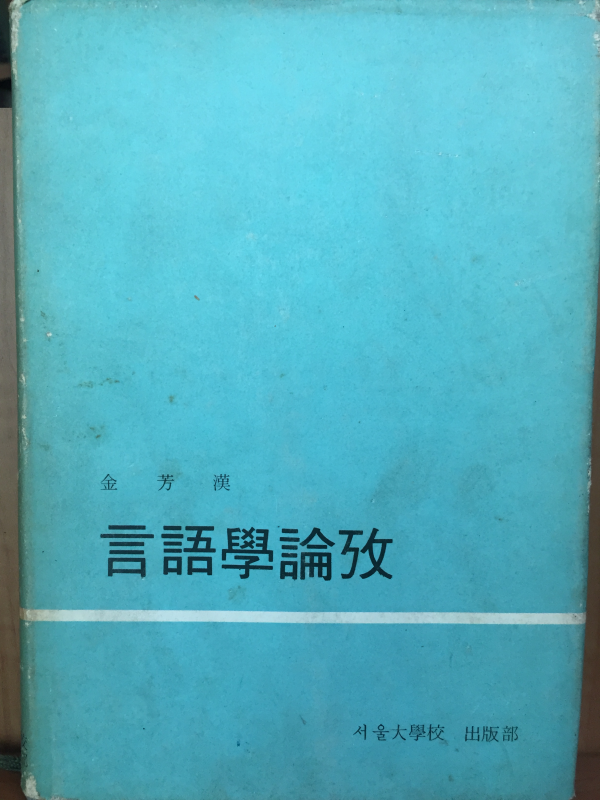 金 芳 漢
言語學論攷
서울大學校 出版部